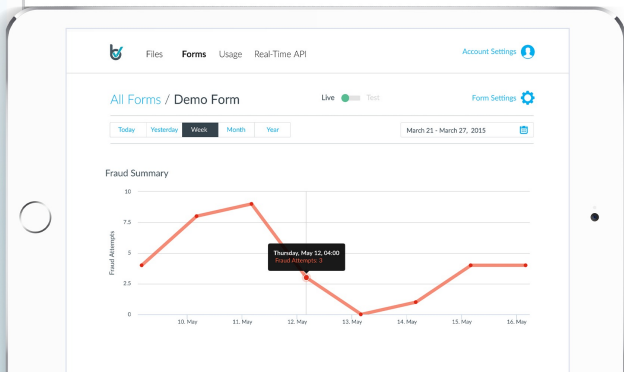 Files Forms Usage Real-Time API Account Settings
All Forms / Demo Form Live Test Form Settings
Today Yesterday Week Month Year March 21 - March 27, 2015
Fraud Summary
10
7.5
5
2.5
0
Fraud Attempts
Thursday, May 12, 04:00
Fraud Attempts: 3
10. May 11. May 12. May 13. May 14. May 15. May 16. May